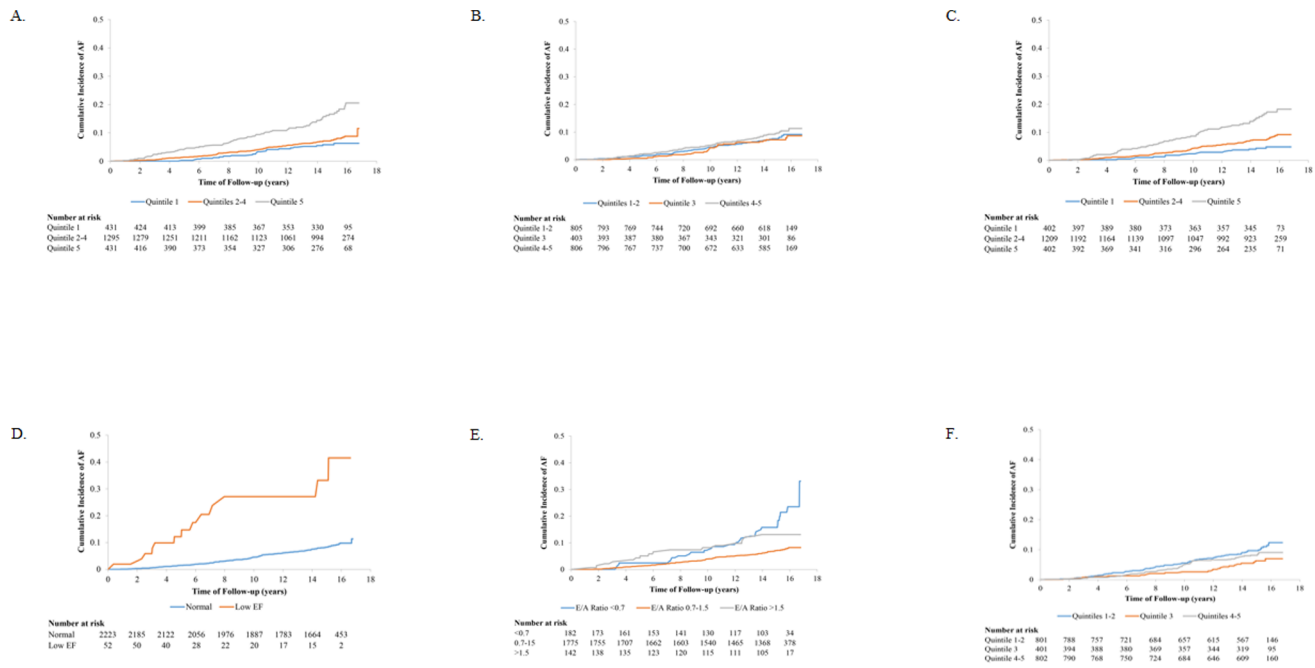 A.
0.5
0.4
0.3
0.2
0.1
0
Cumulative Incidence of AF
0 2 4 6 8 10 12 14 16 18
Time of Follow-up (years)
Quintile 1 Quintiles 2-4 Quintile 5
Number at risk
Quintile 1 431 424 413 399 385 367 353 330 95
Quintile 2-4 1295 1279 1251 1211 1162 1123 1061 994 274
Quintile 5 431 416 390 373 354 327 306 276 68
B.
0.5
0.4
0.3
0.2
0.1
0
Cumulative Incidence of AF
0 2 4 6 8 10 12 14 16 18
Time of Follow-up (years)
Quintiles 1-2 Quintile 3 Quintiles 4-5
Number at risk
Quintile 1-2 805 793 769 744 720 692 660 618 149
Quintile 3 403 393 387 380 367 343 321 301 86
Quintile 4-5 806 796 767 737 700 672 633 585 169
C.
0.5
0.4
0.3
0.2
0.1
0
Cumulative Incidence of AF
0 2 4 6 8 10 12 14 16 18
Time of Follow-up (years)
Quintile 1 Quintiles 2-4 Quintile 5
Number at risk
Quintile 1 402 397 389 380 373 363 357 345 73
Quintile 2-4 1209 1192 1164 1139 1097 1047 992 923 259
Quintile 5 402 392 369 341 316 296 264 235 71
D.
0.5
0.4
0.3
0.2
0.1
0
Cumulative Incidence of AF
0 2 4 6 8 10 12 14 16 18
Time of Follow-up (years)
Normal Low EF
Number at risk
Normal 2223 2185 2122 2056 1976 1887 1783 1664 453
Low EF 52 50 40 28 22 20 17 15 2
E.
0.5
0.4
0.3
0.2
0.1
0
Cumulative Incidence of AF
0 2 4 6 8 10 12 14 16 18
Time of Follow-up (years)
E/A Ratio <0.7 E/A Ratio 0.7-1.5 E/A Ratio >1.5
Number at risk
<0.7 182 173 161 153 141 130 117 103 34
0.7-15 1775 1755 1707 1662 1603 1540 1465 1368 378
>1.5 142 138 135 123 120 115 111 105 17
F.
0.5
0.4
0.3
0.2
0.1
0
Cumulative Incidence of AF
0 2 4 6 8 10 12 14 16 18
Time of Follow-up (years)
Quintiles 1-2 Quintile 3 Quintiles 4-5
Number at risk
Quintile 1-2 801 788 757 721 684 657 615 567 146
Quintile 3 401 394 388 380 369 357 344 319 95
Quintile 4-5 802 790 768 750 724 684 646 609 160